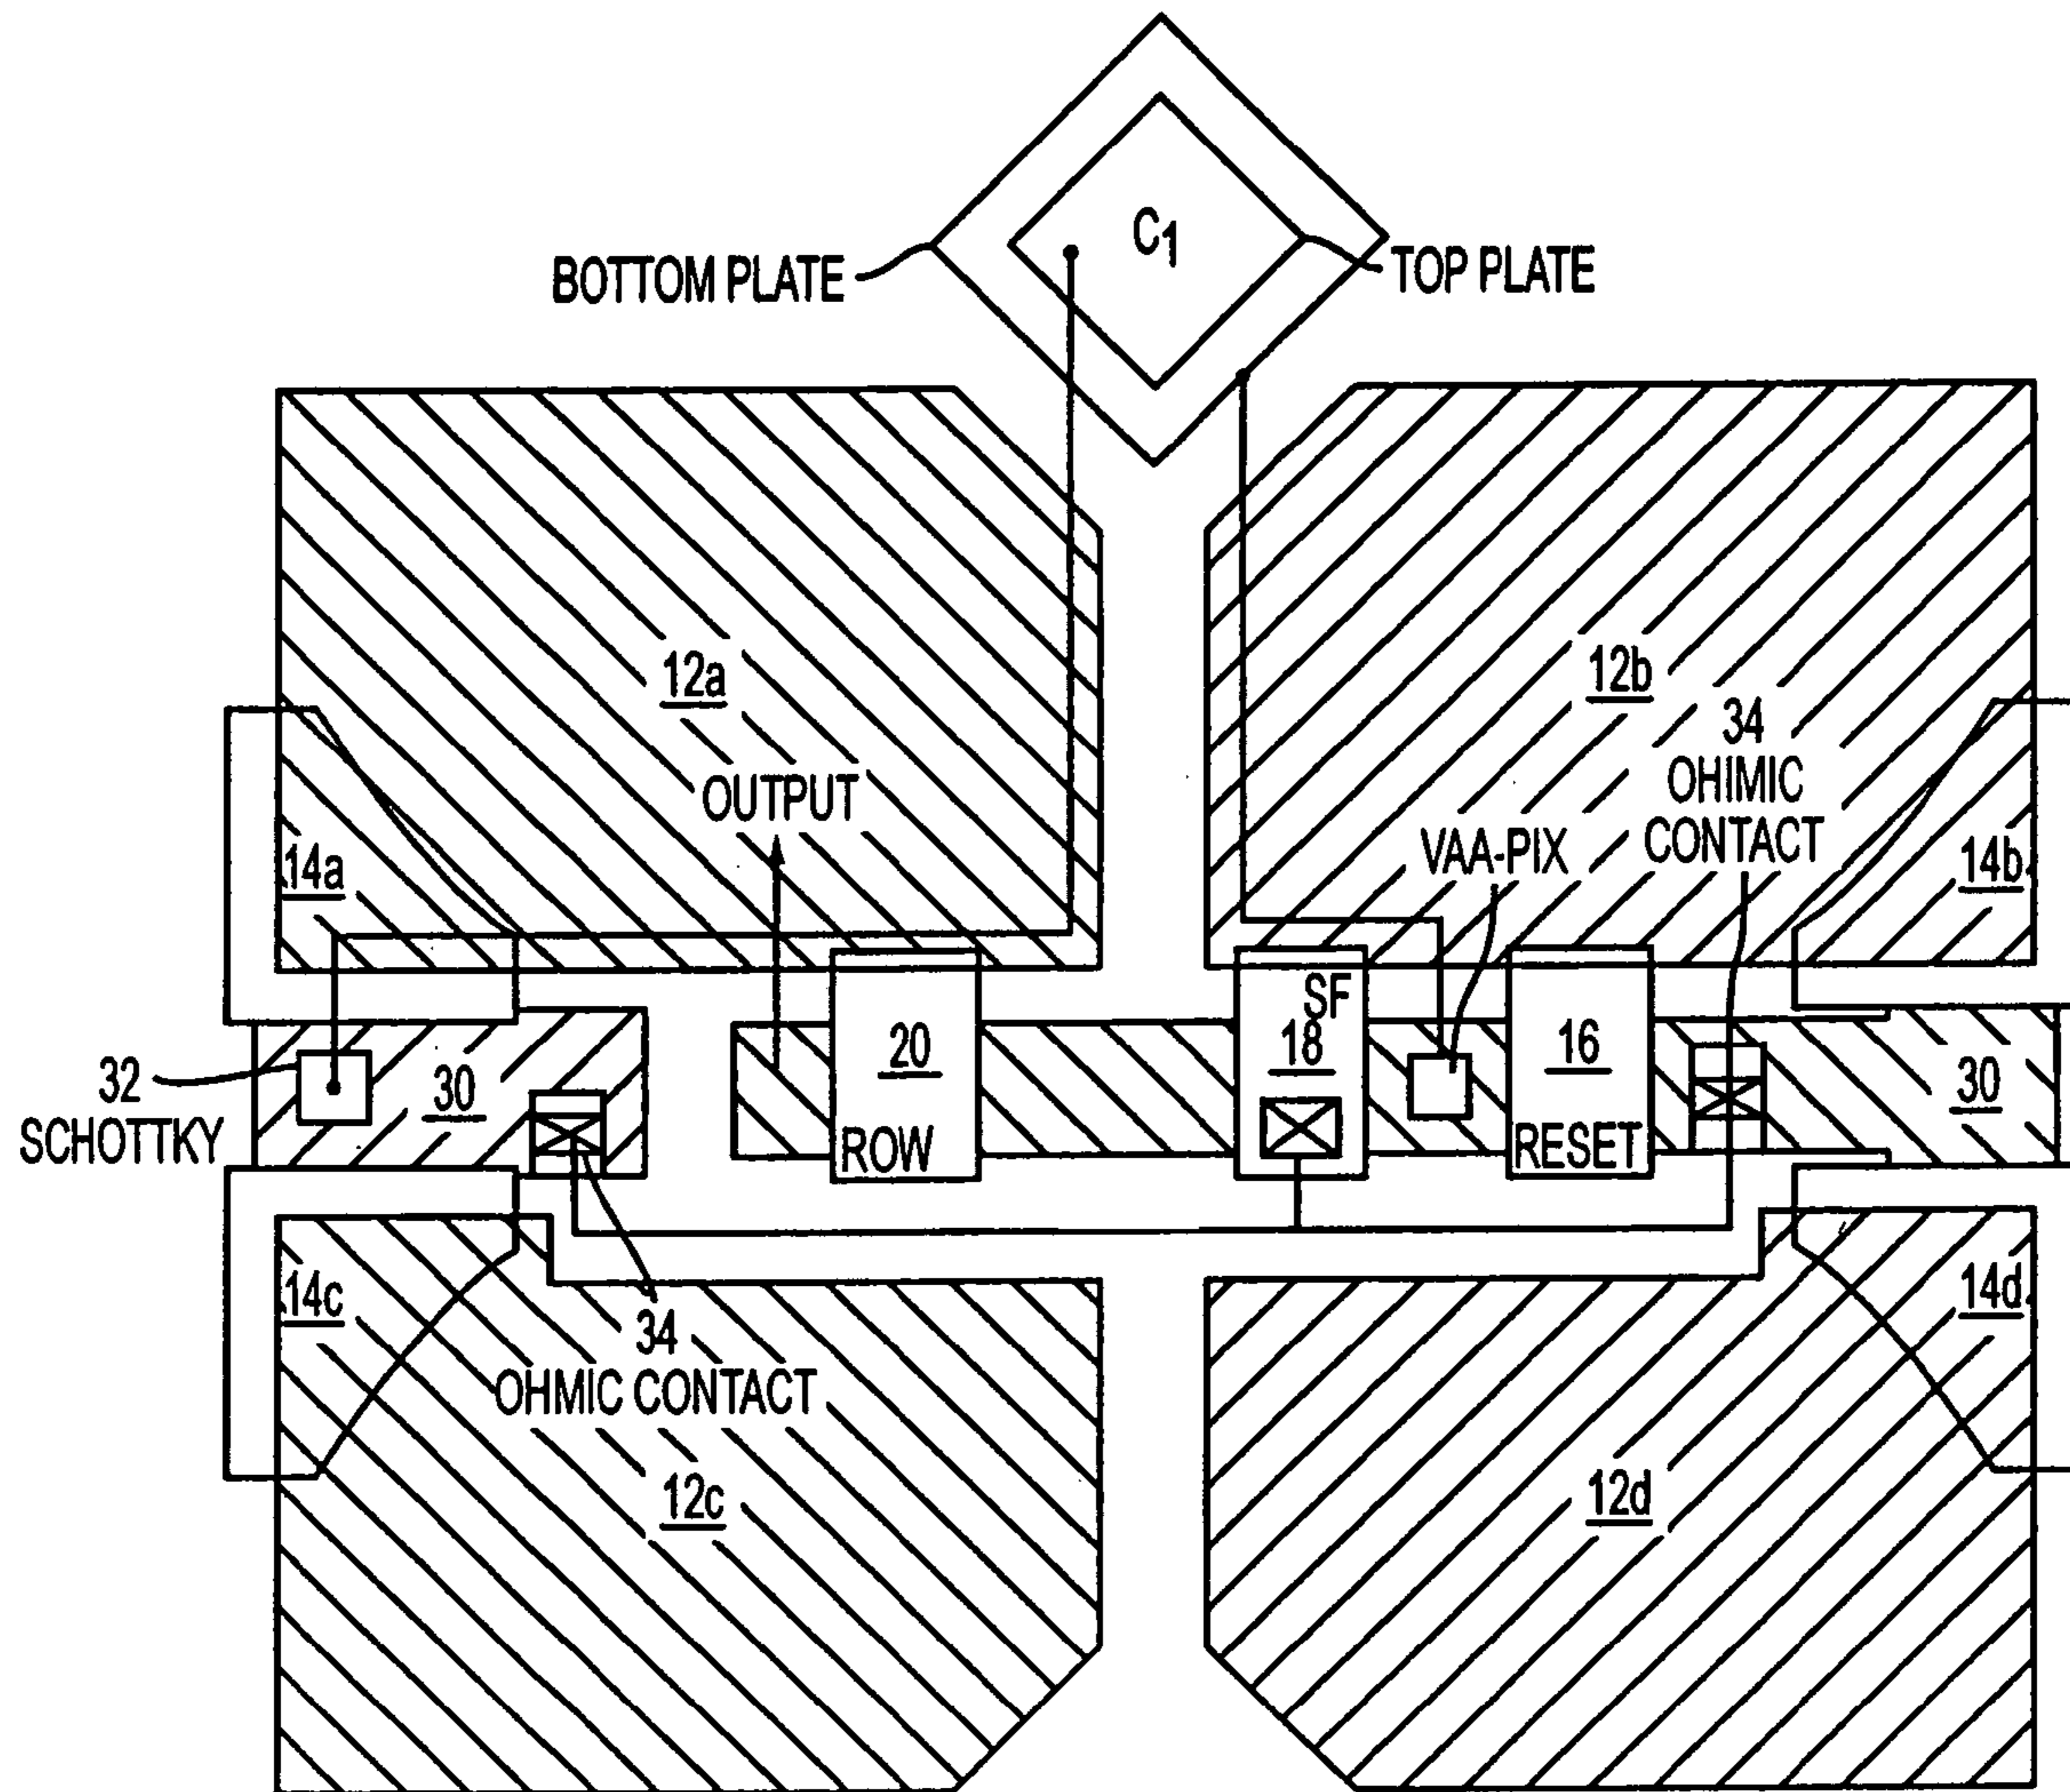 C1
BOTTOM PLATE
TOP PLATE
12a
12b
34
OHIMIC
CONTACT
OUTPUT
VAA-PIX
14a
14b
SF
18
20
16
30
30
32
SCHOTTKY
ROW
RESET
14c
14d
34
OHMIC CONTACT
12c
12d